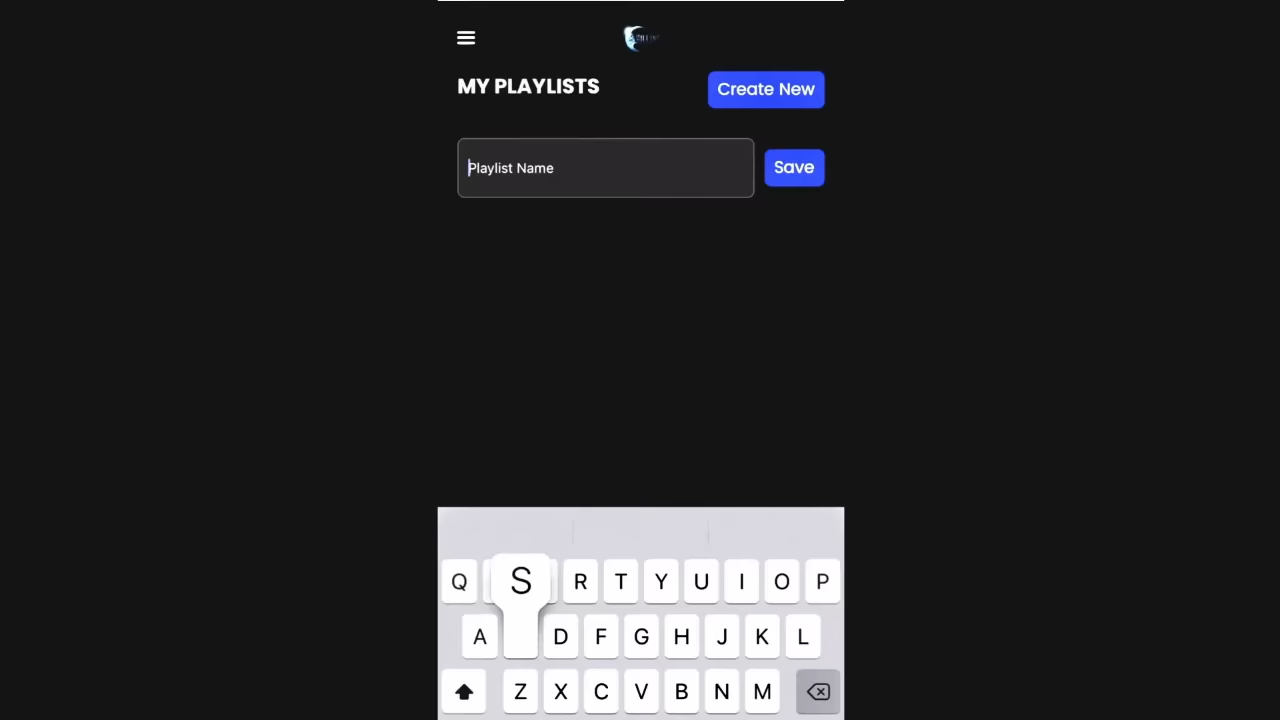 MY PLAYLISTS
Create New
Playlist Name
Save
Q S R T Y U I O P
A D F G H J K L
Z X C V B N M